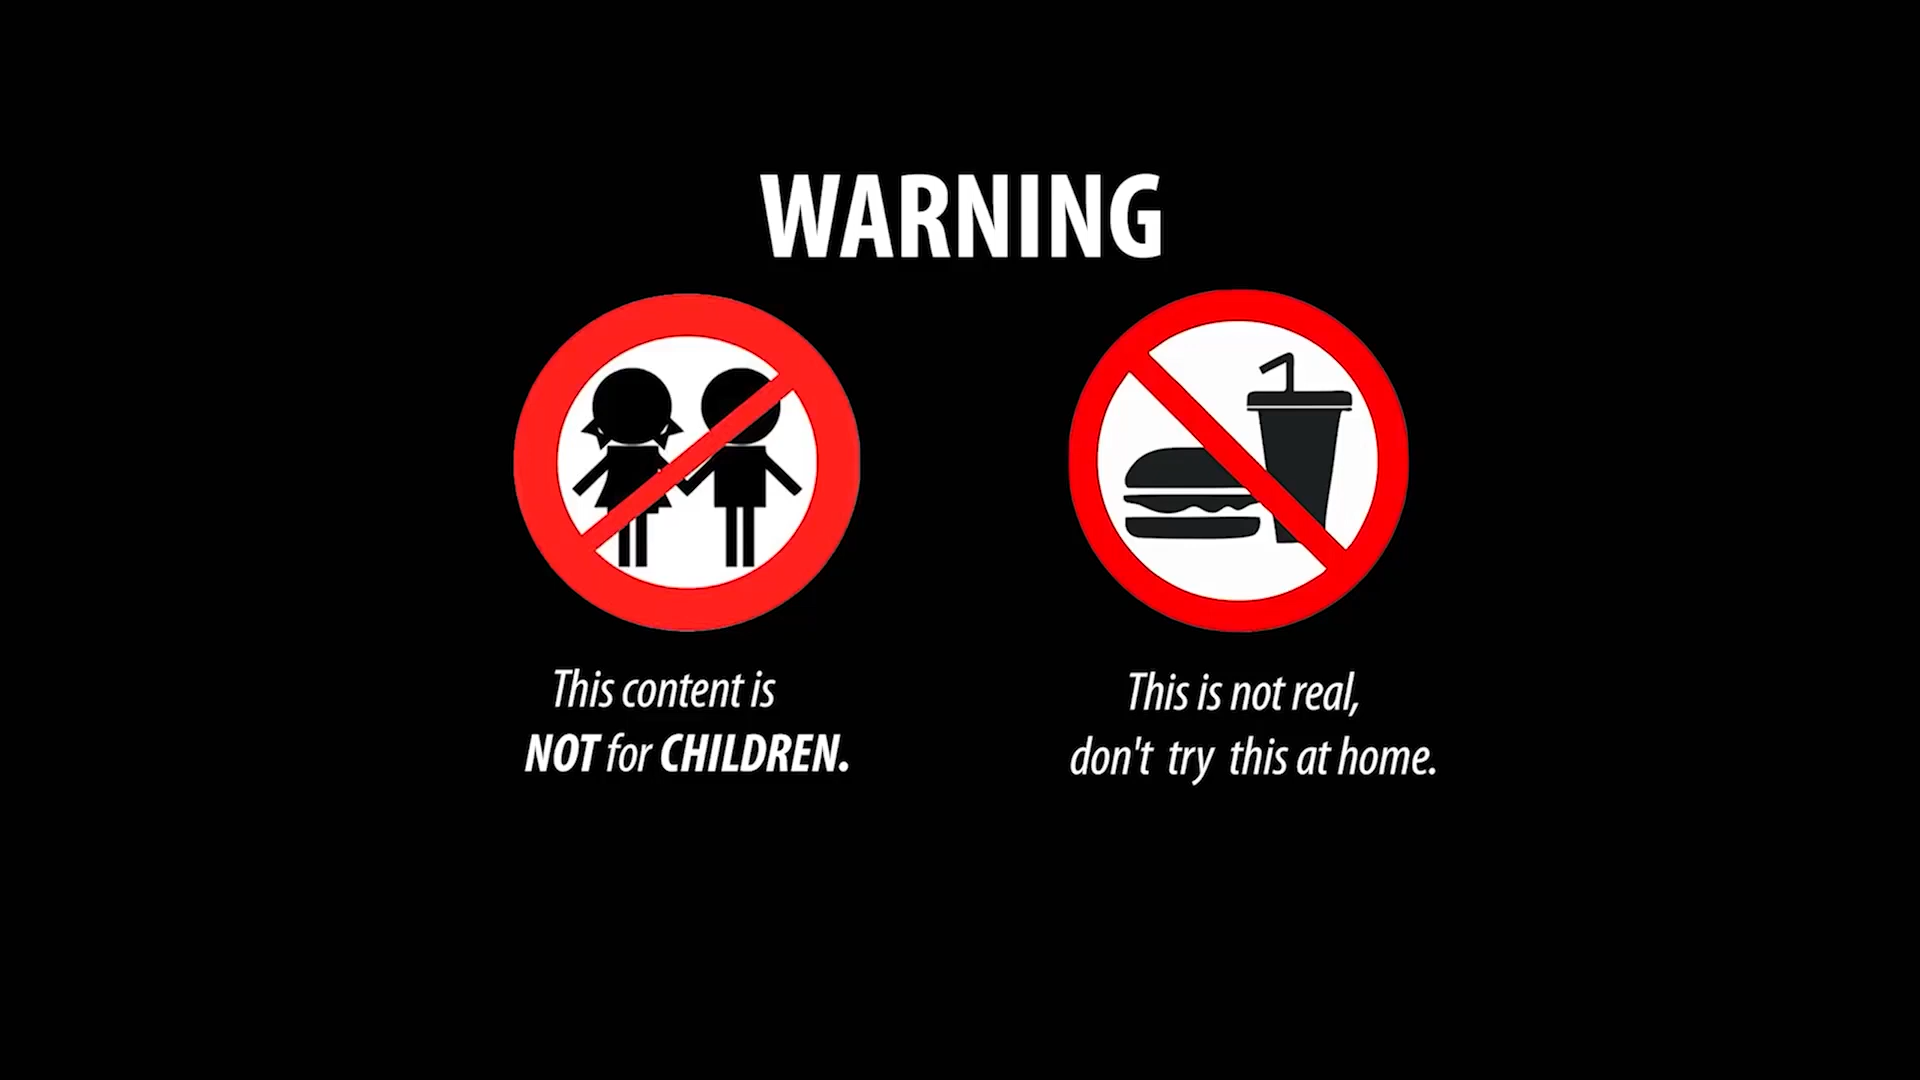 WARNING
This content is
NOT for CHILDREN.
This is not real,
don't try this at home.